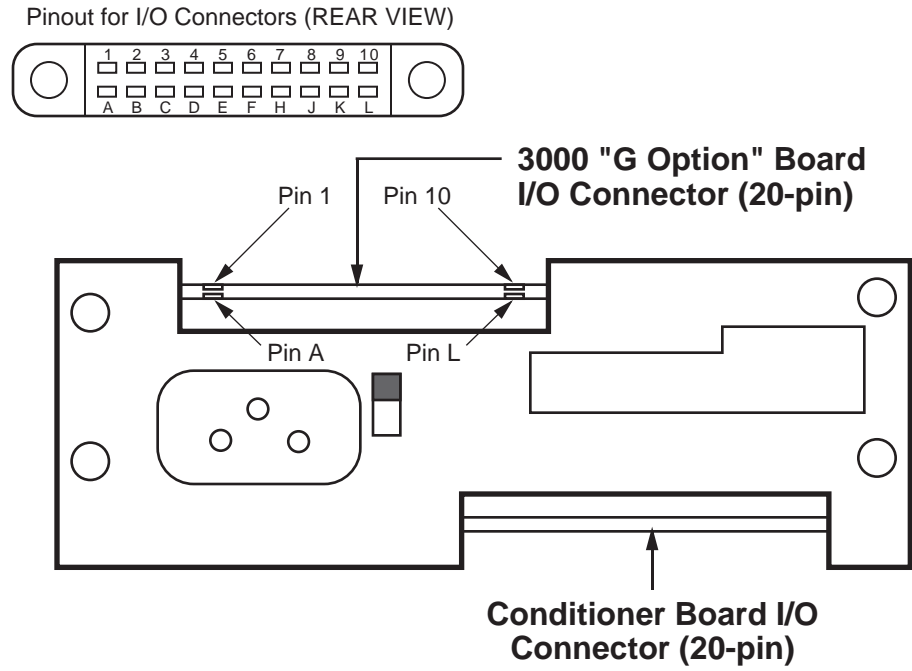 Pinout for I/O Connectors (REAR VIEW)
1 2 3 4 5 6 7 8 9 10
A B C D E F H J K L
3000 "G Option" Board
I/O Connector (20-pin)
Pin 1 Pin 10
Pin A Pin L
Conditioner Board I/O
Connector (20-pin)